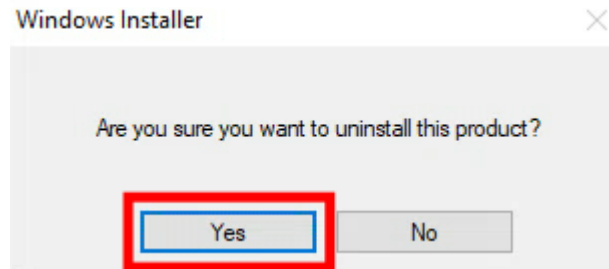 Windows Installer
Are you sure you want to uninstall this product?
Yes No